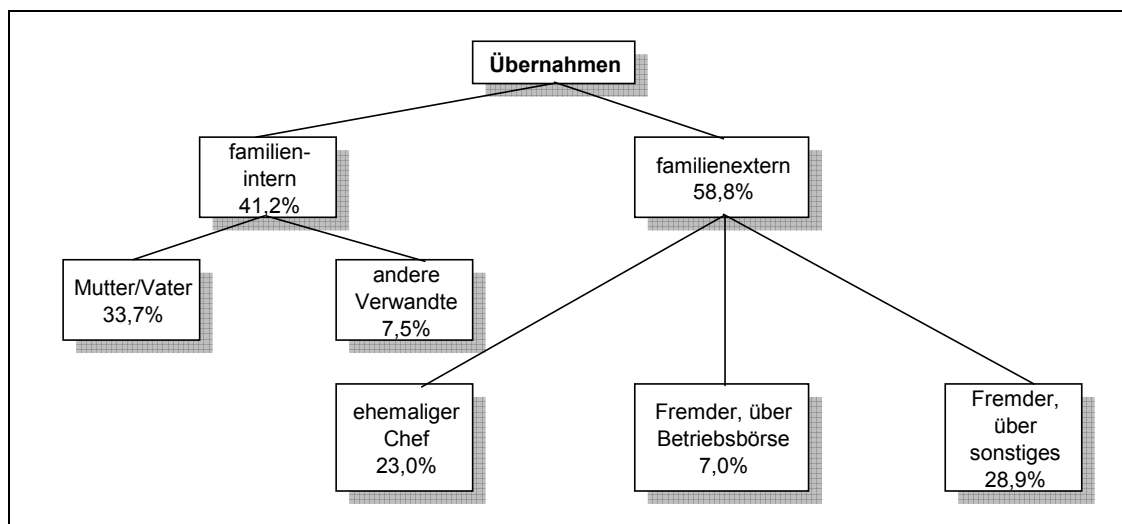 Übernahmen
familien-
intern
41,2%
familienextern
58,8%
Mutter/Vater
33,7%
andere
Verwandte
7,5%
ehemaliger
Chef
23,0%
Fremder, über
Betriebsbörse
7,0%
Fremder,
über
sonstiges
28,9%